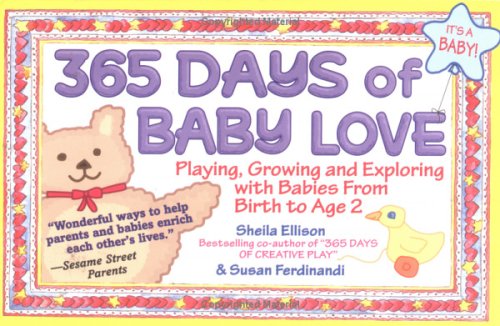 Copyrighted Material
IT'S A
BABY!
365 DAYS of
BABY LOVE
Playing, Growing and Exploring
with Babies From
Birth to Age 2
"Wonderful ways to help
parents and babies enrich
each other's lives."
—Sesame Street
Parents
Sheila Ellison
Bestselling co-author of "365 DAYS
OF CREATIVE PLAY"
& Susan Ferdinandi
Copyrighted Material